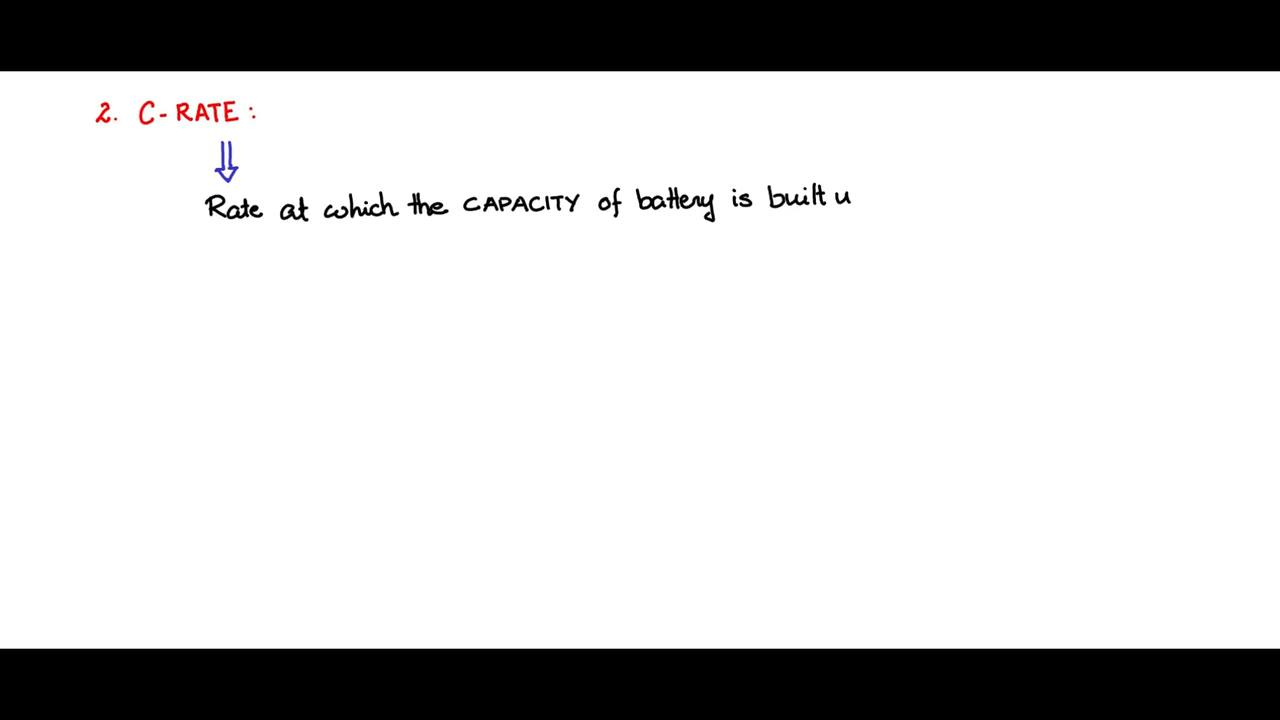 2. C-RATE:
Rate at which the CAPACITY of battery is built u